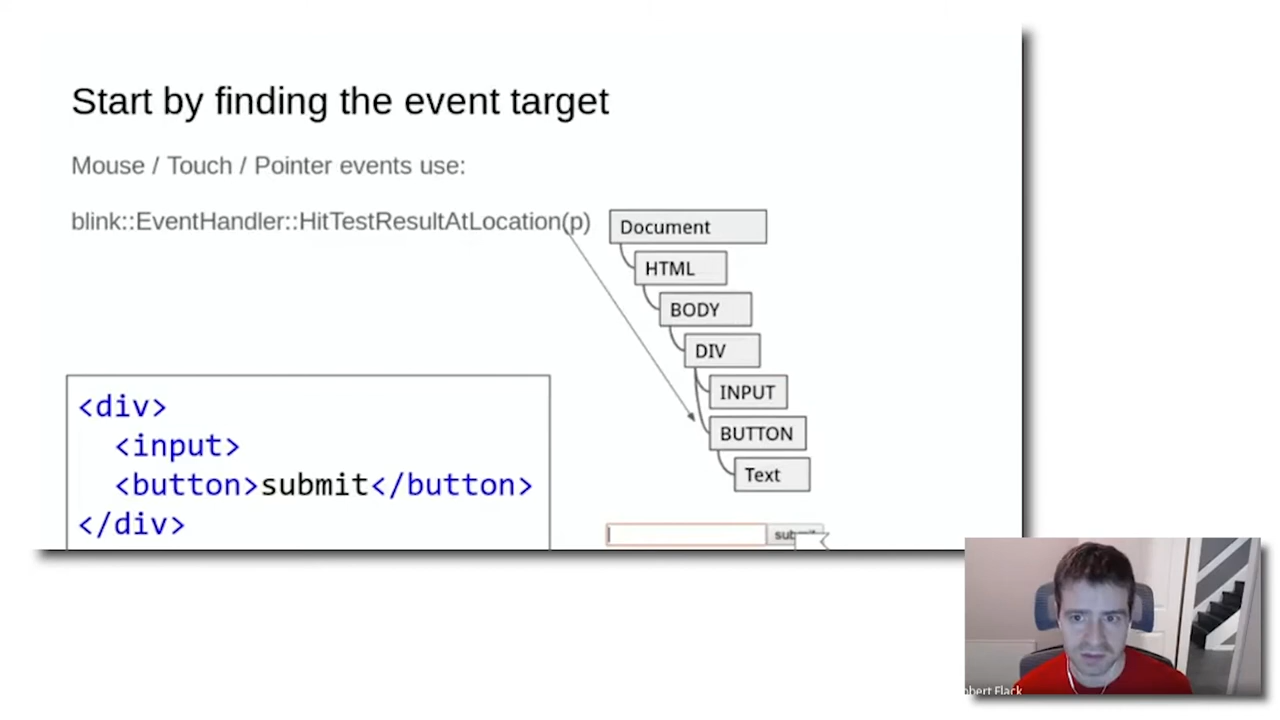 Start by finding the event target
Mouse / Touch / Pointer events use:
blink::EventHandler::HitTestResultAtLocation(p)
Document
HTML
BODY
DIV
INPUT
BUTTON
Text
<div>
<input>
<button>submit</button>
</div>
Flack